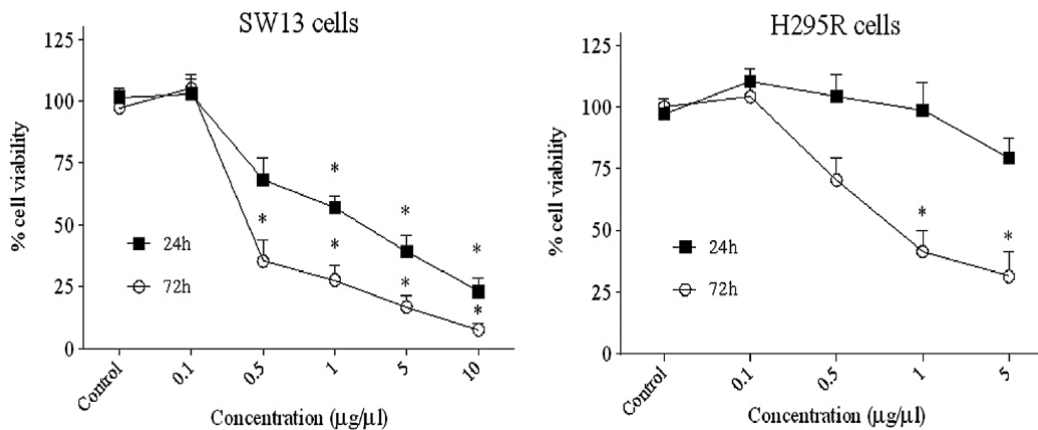 SW13 cells
125
100
75
50
25
0
% cell viability
* * * *
* * * *
24h
72h
Control
0.1
0.5
1
5
10
Concentration (μg/μl)
H295R cells
125
100
75
50
25
0
% cell viability
* *
24h
72h
Control
0.1
0.5
1
5
Concentration (μg/μl)